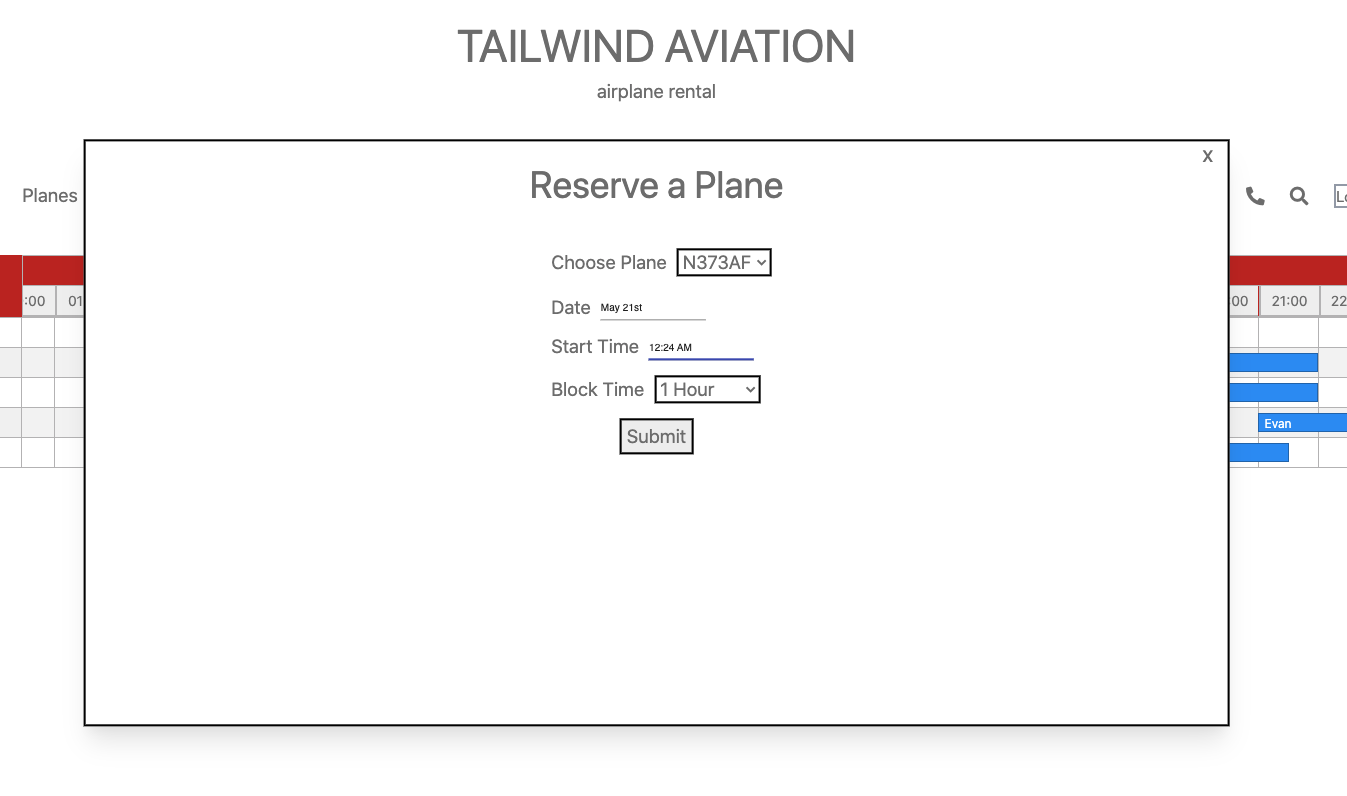 TAILWIND AVIATION
airplane rental
X
Planes
Reserve a Plane
Choose Plane N373AF
:00 01 :00 21:00 22
Date May 21st
Start Time 12:24 AM
Block Time 1 Hour
Evan
Submit